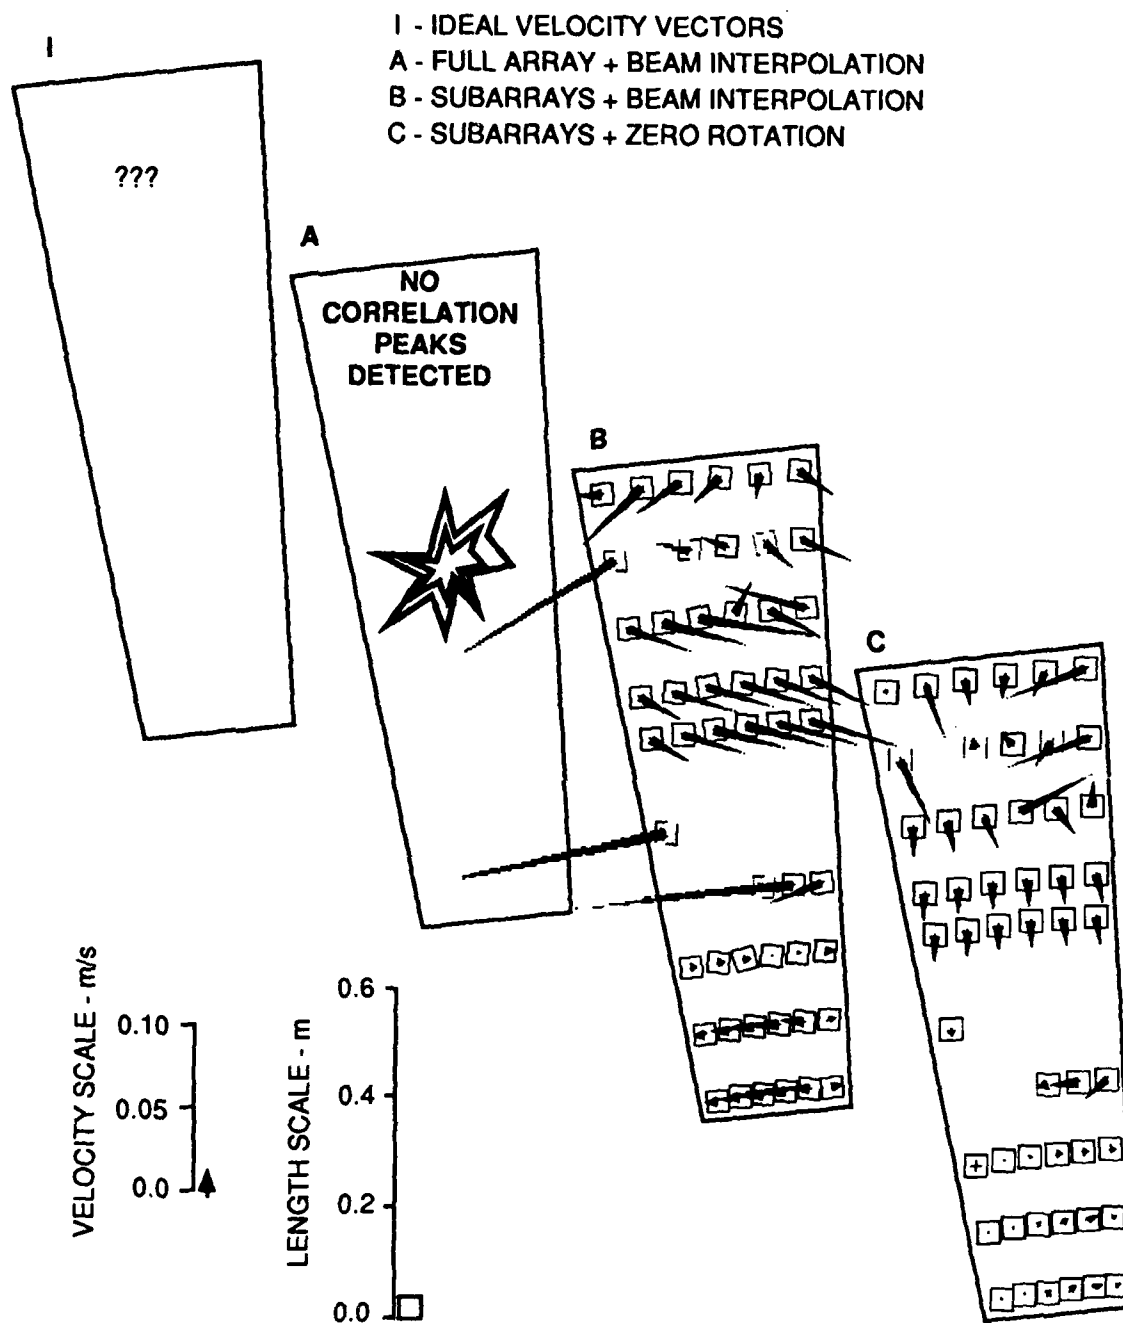 I - IDEAL VELOCITY VECTORS
A - FULL ARRAY + BEAM INTERPOLATION
B - SUBARRAYS + BEAM INTERPOLATION
C - SUBARRAYS + ZERO ROTATION
I
???
A
NO
CORRELATION
PEAKS
DETECTED
B
C
VELOCITY SCALE - m/s
0.10
0.05
0.0
LENGTH SCALE - m
0.6
0.4
0.2
0.0